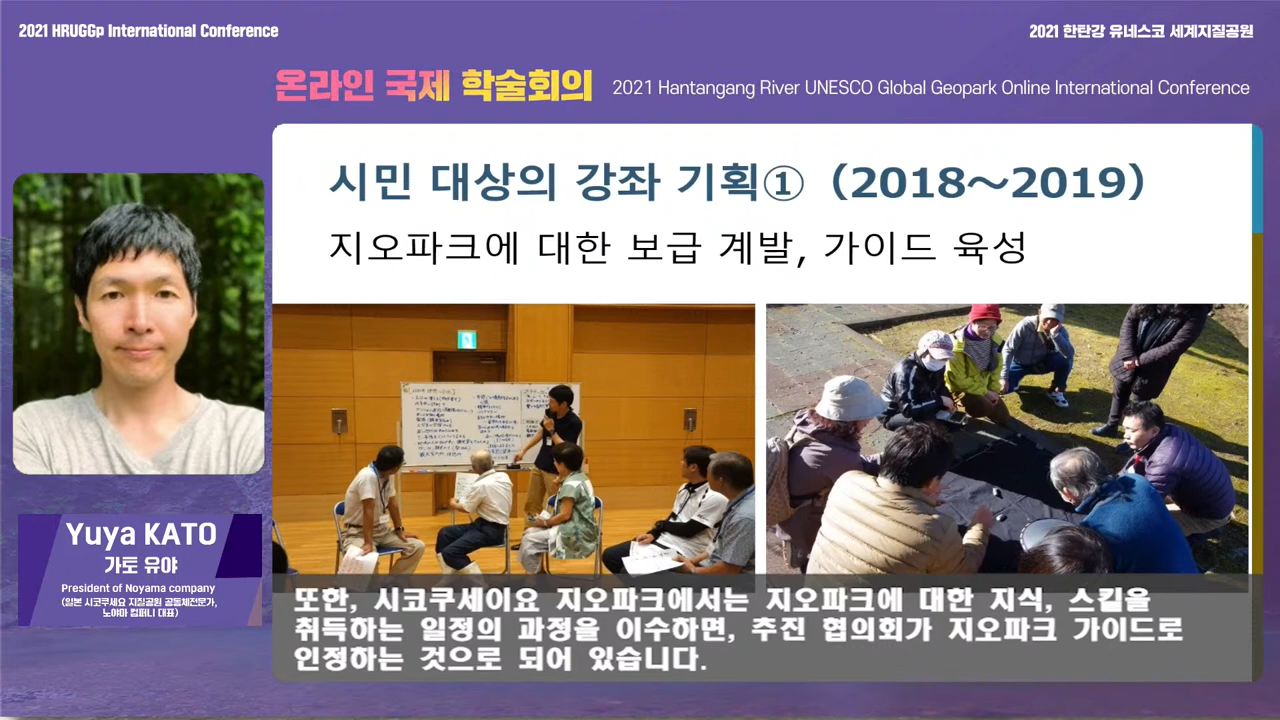 2021 HRUGGp International Conference
2021 한탄강 유네스코 세계지질공원
온라인 국제 학술회의 2021 Hantangang River UNESCO Global Geopark Online International Conference
시민 대상의 강좌 기획①（2018～2019）
지오파크에 대한 보급 계발, 가이드 육성
Yuya KATO
가토 유야
President of Noyama company
(일본 시코쿠세요 지질공원 공동체전문가,
노야마 컴퍼니 대표)
또한, 시코쿠세이요 지오파크에서는 지오파크에 대한 지식, 스킬을
취득하는 일정의 과정을 이수하면, 추진 협의회가 지오파크 가이드로
인정하는 것으로 되어 있습니다.